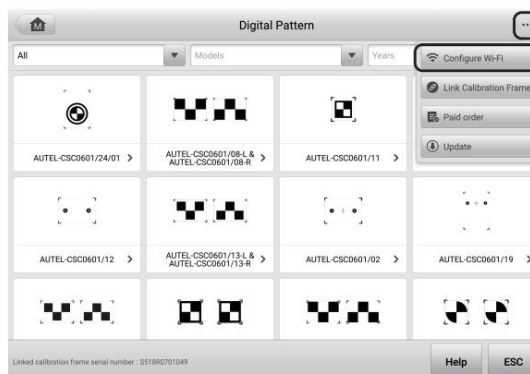 M
Digital Pattern
...
All
Models
Years
Configure Wi-Fi
Link Calibration Frame
Paid order
Update
AUTEL-CSC0601/24/01 >
AUTEL-CSC0601/08-L &
AUTEL-CSC0601/08-R >
AUTEL-CSC0601/11 >
AUTEL-CSC0601/12 >
AUTEL-CSC0601/13-L &
AUTEL-CSC0601/13-R >
AUTEL-CSC0601/02 >
AUTEL-CSC0601/19 >
Linked calibration frame serial number : S518R0701049
Help
ESC